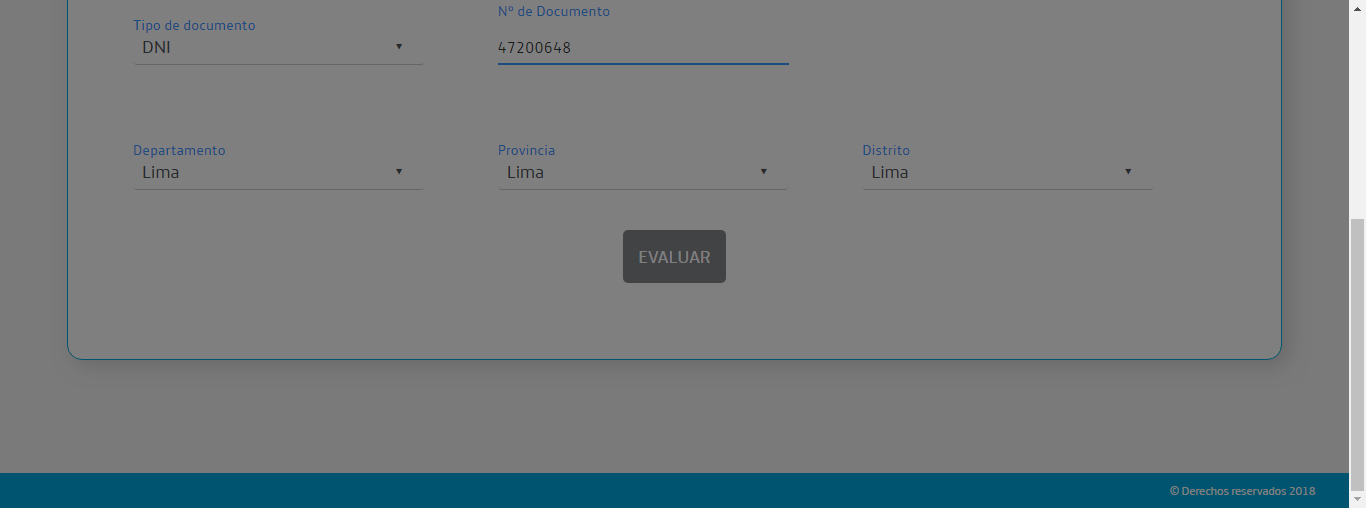 Tipo de documento
Nº de Documento
DNI
47200648
Departamento
Provincia
Distrito
Lima
Lima
Lima
EVALUAR
© Derechos reservados 2018